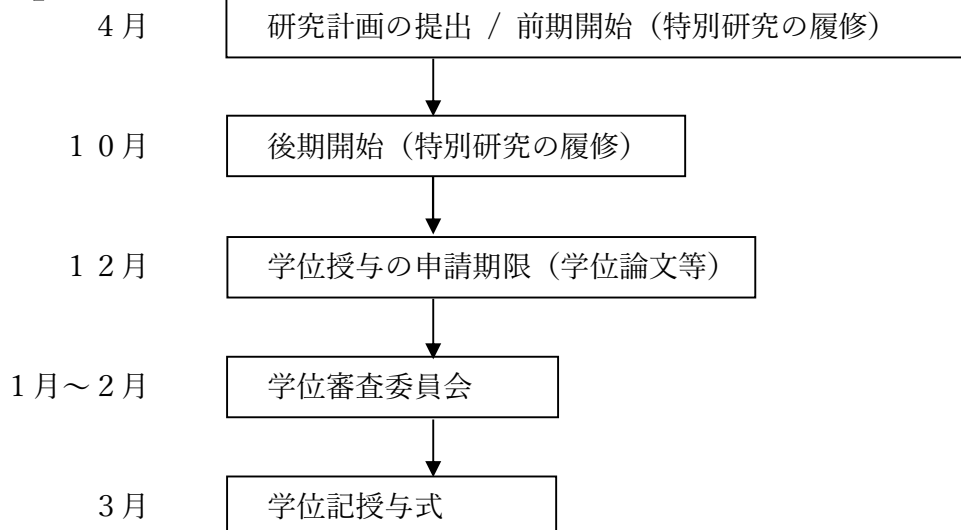 4月 研究計画の提出 / 前期開始（特別研究の履修）
10月 後期開始（特別研究の履修）
12月 学位授与の申請期限（学位論文等）
1月～2月 学位審査委員会
3月 学位記授与式